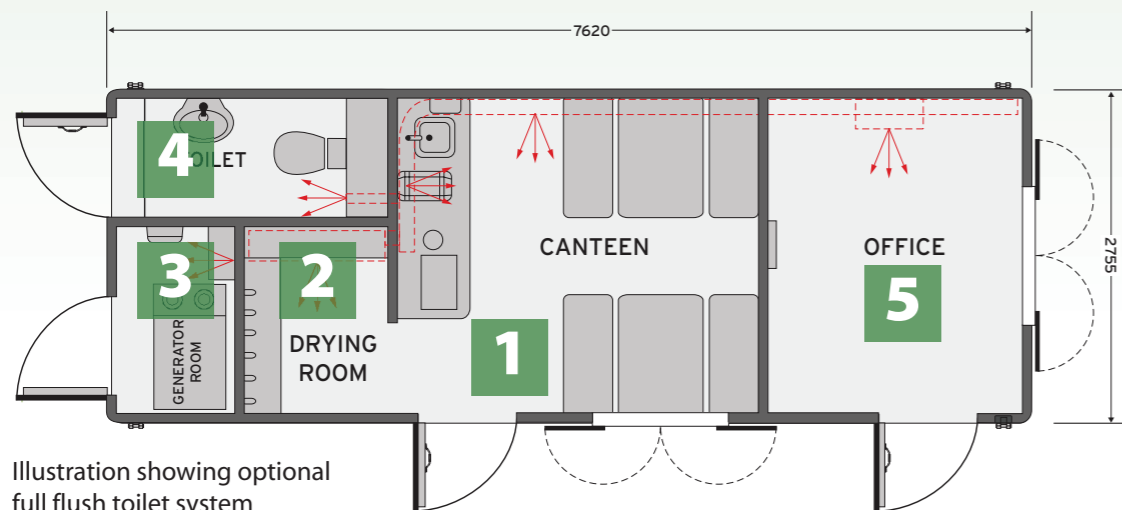 7620
4
OILET
3
2
CANTEEN
OFFICE
5
2755
1
DRYING
ROOM
GENERATOR
ROOM
Illustration showing optional
full flush toilet system